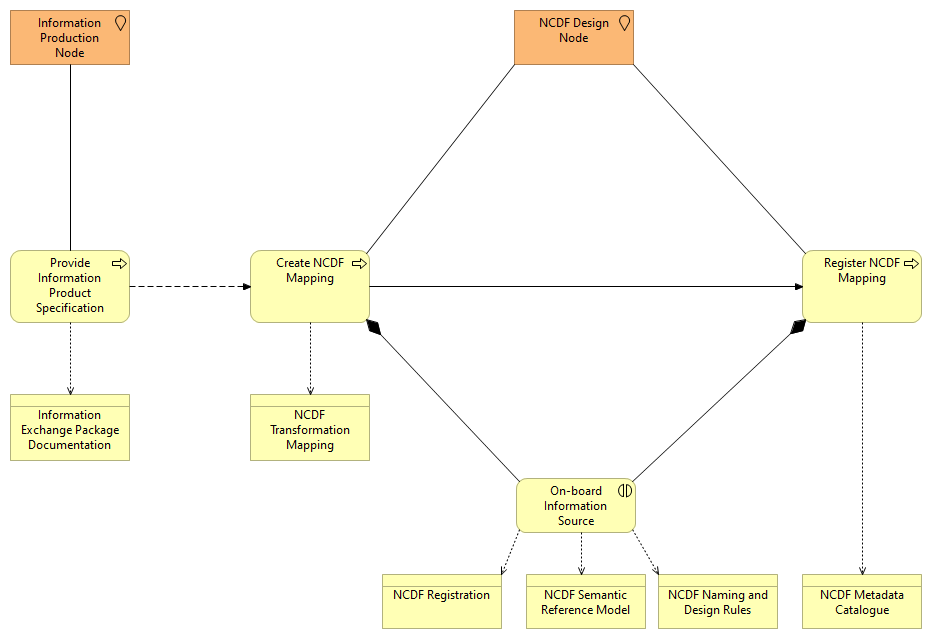 Information
Production
Node
NCDF Design
Node
Provide
Information
Product
Specification
Create NCDF
Mapping
Register NCDF
Mapping
Information
Exchange Package
Documentation
NCDF
Transformation
Mapping
On-board
Information
Source
NCDF Registration
NCDF Semantic
Reference Model
NCDF Naming and
Design Rules
NCDF Metadata
Catalogue